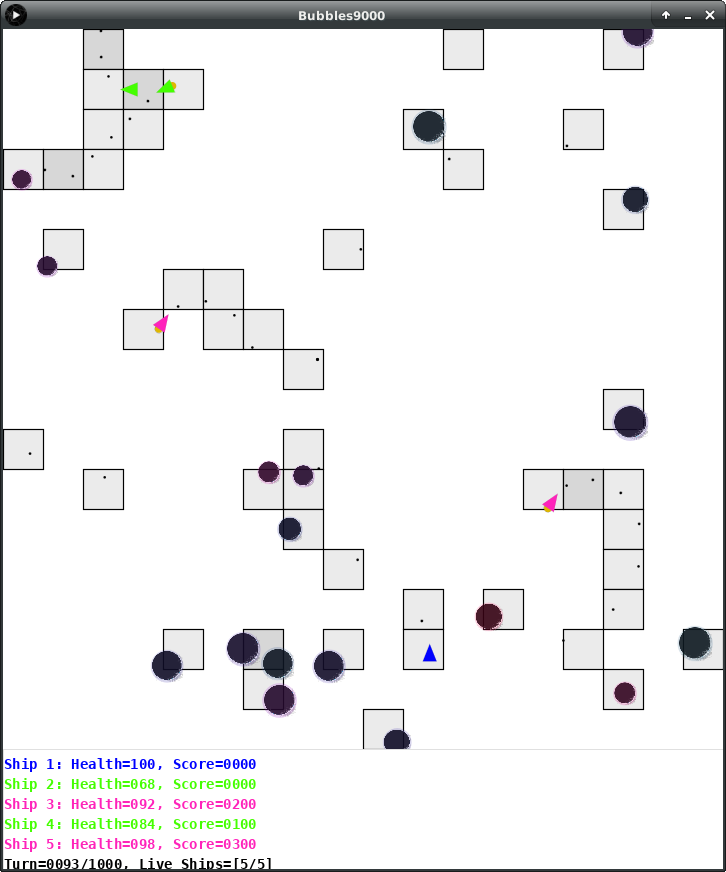 Bubbles9000
Ship 1: Health=100, Score=0000
Ship 2: Health=068, Score=0000
Ship 3: Health=092, Score=0200
Ship 4: Health=084, Score=0100
Ship 5: Health=098, Score=0300
Turn=0093/1000, Live Ships=[5/5]